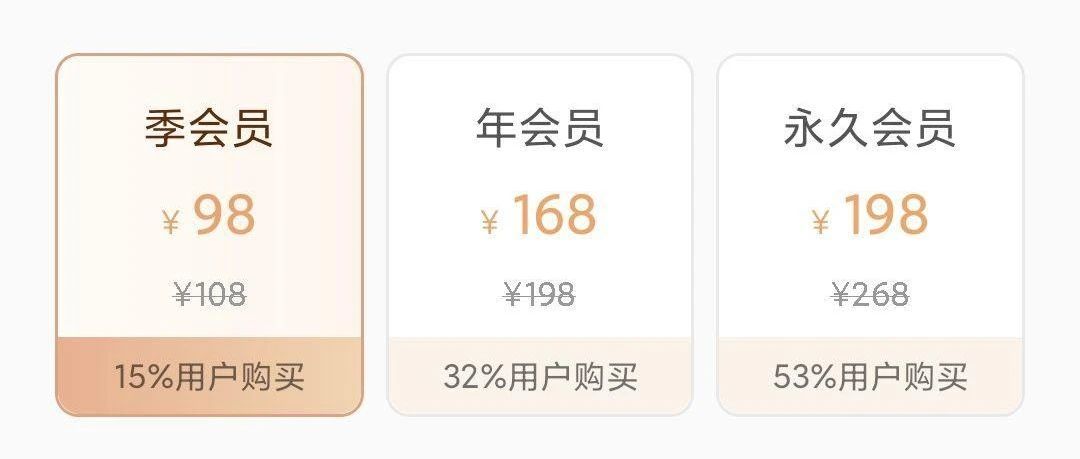 季会员
¥ 98
¥108
15%用户购买
年会员
¥ 168
¥198
32%用户购买
永久会员
¥ 198
¥268
53%用户购买